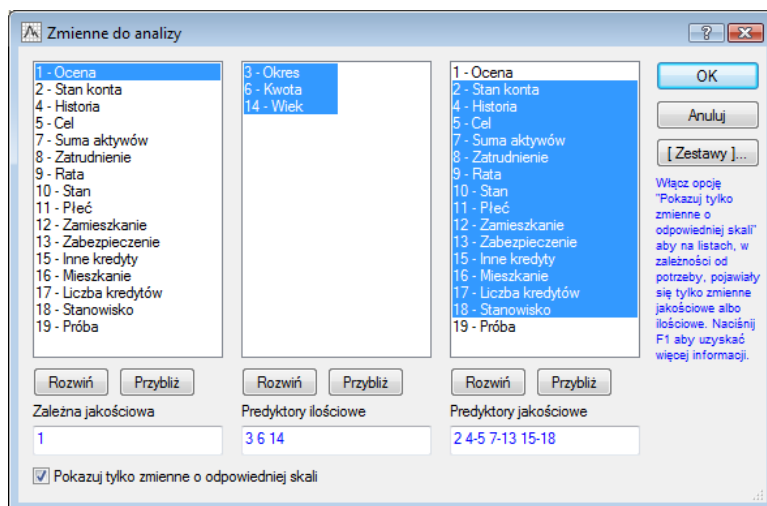 Zmienne do analizy
1 - Ocena
2 - Stan konta
4 - Historia
5 - Cel
7 - Suma aktywów
8 - Zatrudnienie
9 - Rata
10 - Stan
11 - Płeć
12 - Zamieszkanie
13 - Zabezpieczenie
15 - Inne kredyty
16 - Mieszkanie
17 - Liczba kredytów
18 - Stanowisko
19 - Próba
Rozwiń Przybliż
Zależna jakościowa
1
3 - Okres
6 - Kwota
14 - Wiek
Rozwiń Przybliż
Predyktory ilościowe
3 6 14
1 - Ocena
2 - Stan konta
4 - Historia
5 - Cel
7 - Suma aktywów
8 - Zatrudnienie
9 - Rata
10 - Stan
11 - Płeć
12 - Zamieszkanie
13 - Zabezpieczenie
15 - Inne kredyty
16 - Mieszkanie
17 - Liczba kredytów
18 - Stanowisko
19 - Próba
Rozwiń Przybliż
Predyktory jakościowe
2 4-5 7-13 15-18
OK
Anuluj
[ Zestawy ]...
Włącz opcję
"Pokazuj tylko
zmienne o
odpowiedniej skali"
aby na listach, w
zależności od
potrzeby, pojawiały
się tylko zmienne
jakościowe albo
ilościowe. Naciśnij
F1 aby uzyskać
więcej informacji.
Pokazuj tylko zmienne o odpowiedniej skali